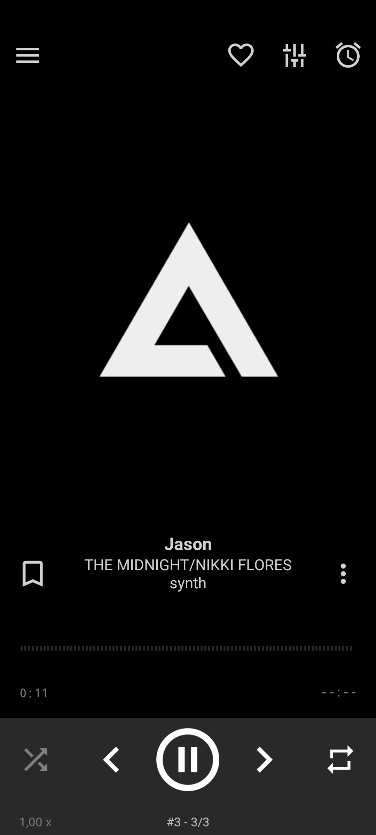 Jason
THE MIDNIGHT/NIKKI FLORES
synth
0:11
--:--
1,00 x
#3 - 3/3